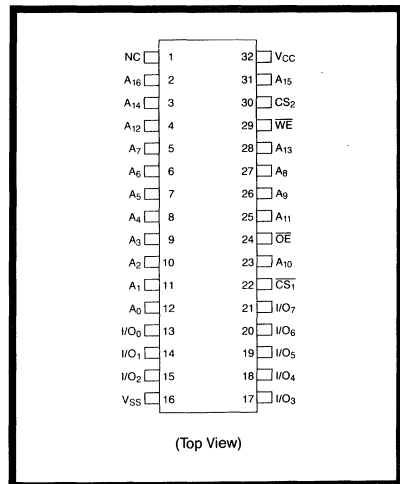 NC 1 32 VCC
A16 2 31 A15
A14 3 30 CS2
A12 4 29 W̅E̅
A7 5 28 A13
A6 6 27 A8
A5 7 26 A9
A4 8 25 A11
A3 9 24 O̅E̅
A2 10 23 A10
A1 11 22 C̅S̅1
A0 12 21 I/O7
I/O0 13 20 I/O6
I/O1 14 19 I/O5
I/O2 15 18 I/O4
VSS 16 17 I/O3
(Top View)